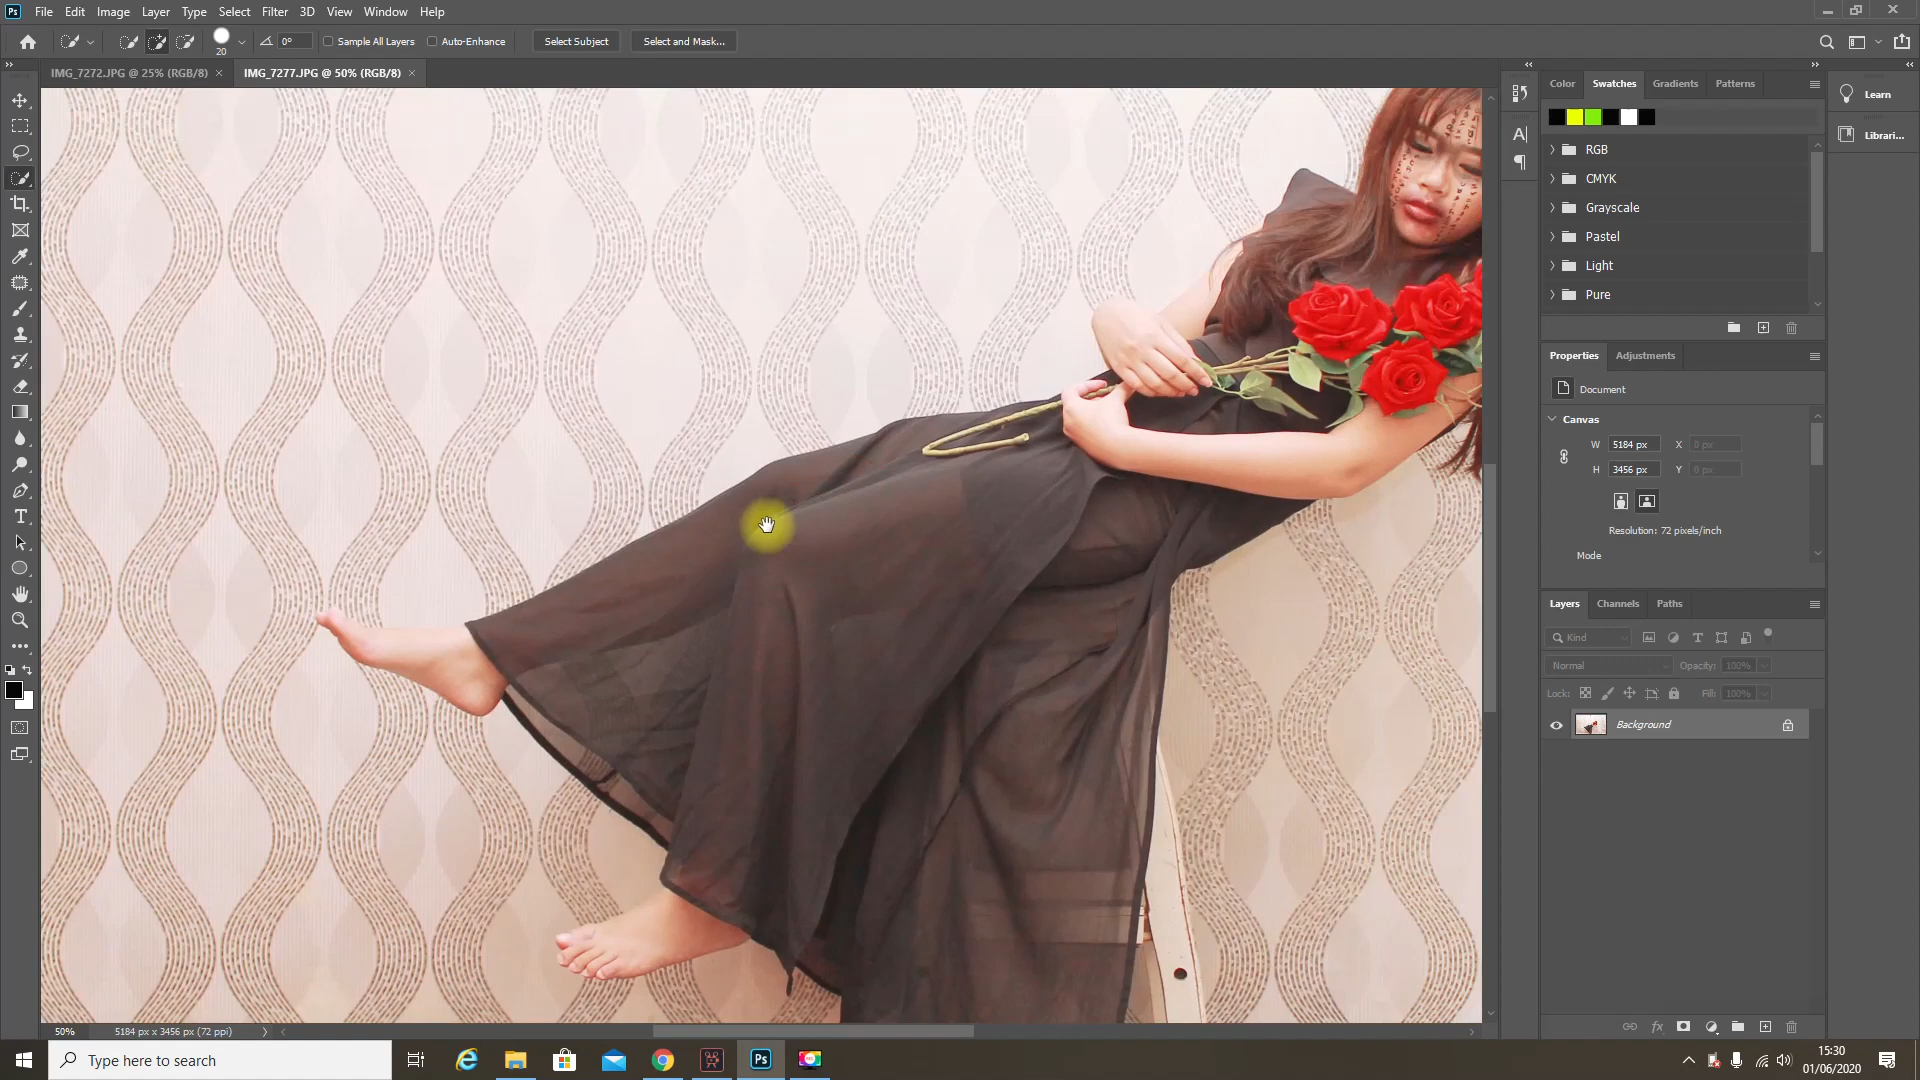 Ps File Edit Image Layer Type Select Filter 3D View Window Help
20 0° Sample All Layers Auto-Enhance Select Subject Select and Mask...
IMG_7272.JPG @ 25% (RGB/8) × IMG_7277.JPG @ 50% (RGB/8) ×
Color Swatches Gradients Patterns
Learn
Librari...
RGB
CMYK
Grayscale
Pastel
Light
Pure
Properties Adjustments
Document
Canvas
W 5184 px X 0 px
H 3456 px Y 0 px
Resolution: 72 pixels/inch
Mode
Layers Channels Paths
Kind
Normal Opacity: 100%
Lock: Fill: 100%
Background
50% 5184 px x 3456 px (72 ppi)
Type here to search
Ps
15:30
01/06/2020